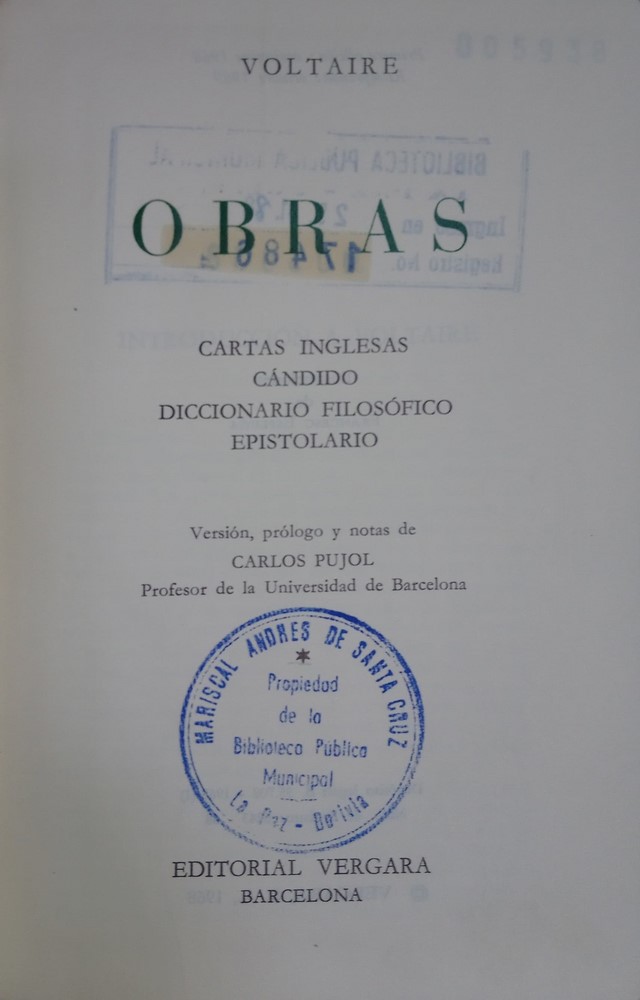 VOLTAIRE
005938
OBRAS
CARTAS INGLESAS
CÁNDIDO
DICCIONARIO FILOSÓFICO
EPISTOLARIO
Versión, prólogo y notas de
CARLOS PUJOL
Profesor de la Universidad de Barcelona
MARISCAL ANDRES DE SANTA CRUZ
Propiedad
de la
Biblioteca Pública
Municipal
La Paz - Bolivia
EDITORIAL VERGARA
BARCELONA